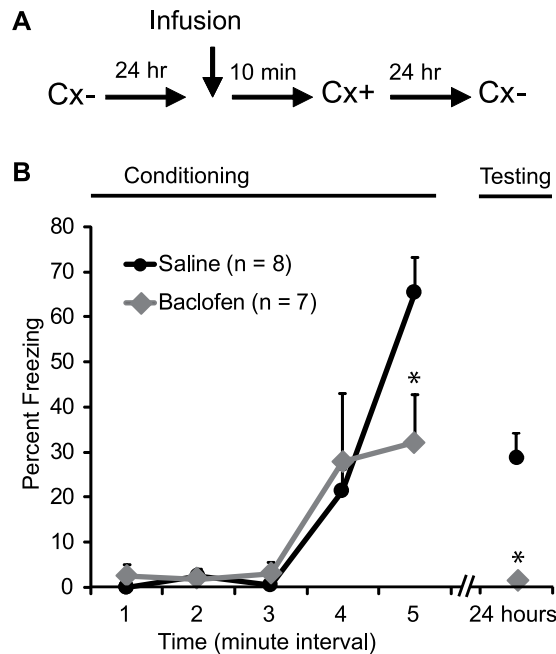 A
Infusion
24 hr
10 min
24 hr
Cx-
Cx+
Cx-
B
Conditioning
Testing
80
70
60
50
40
30
20
10
0
Percent Freezing
Saline (n = 8)
Baclofen (n = 7)
*
*
1 2 3 4 5 24 hours
Time (minute interval)